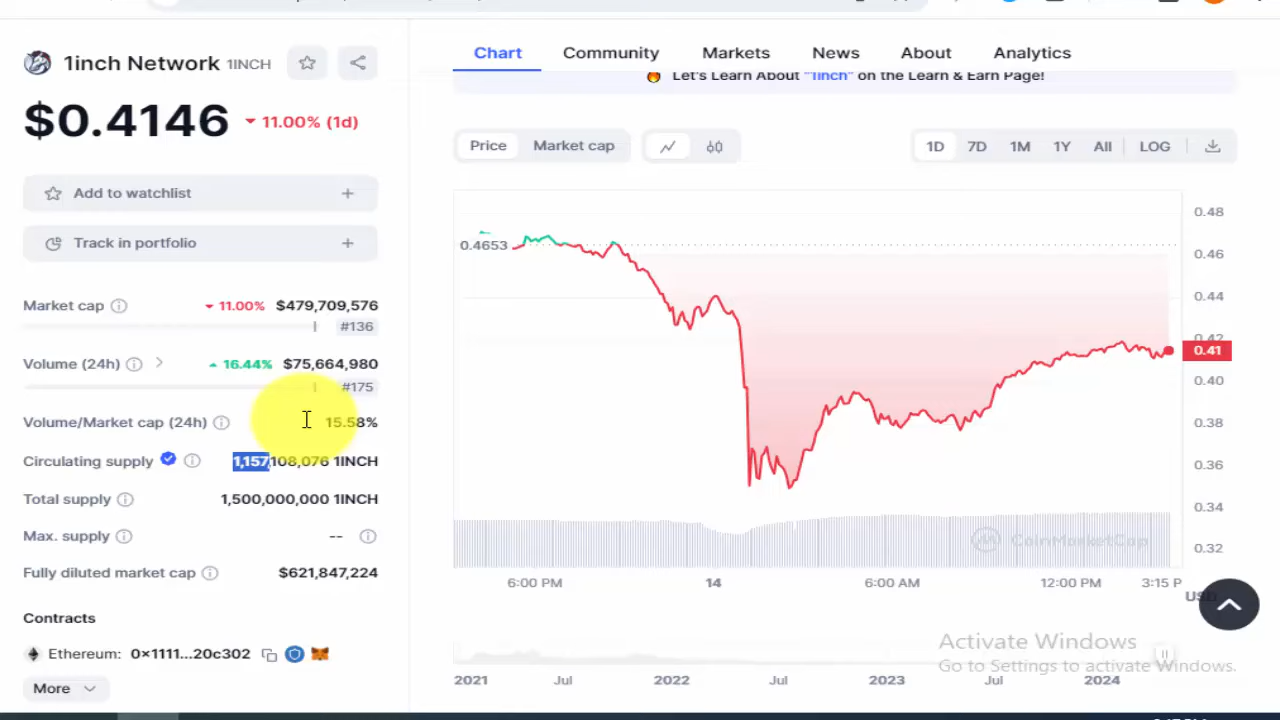 1inch Network 1INCH
$0.4146 11.00% (1d)
Add to watchlist +
Track in portfolio +
Market cap 11.00% $479,709,576
#136
Volume (24h) 16.44% $75,664,980
#175
Volume/Market cap (24h) 15.58%
Circulating supply 1,157,108,076 1INCH
Total supply 1,500,000,000 1INCH
Max. supply --
Fully diluted market cap $621,847,224
Contracts
Ethereum: 0x1111...20c302
More
Chart Community Markets News About Analytics
Let's Learn About "1inch" on the Learn & Earn Page!
Price Market cap 1D 7D 1M 1Y All LOG
0.48
0.4653
0.46
0.44
0.42
0.41
0.40
0.38
0.36
0.34
CoinMarketCap
0.32
6:00 PM 14 6:00 AM 12:00 PM 3:15 P
USD
Activate Windows
Go to Settings to activate Windows.
2021 Jul 2022 Jul 2023 Jul 2024